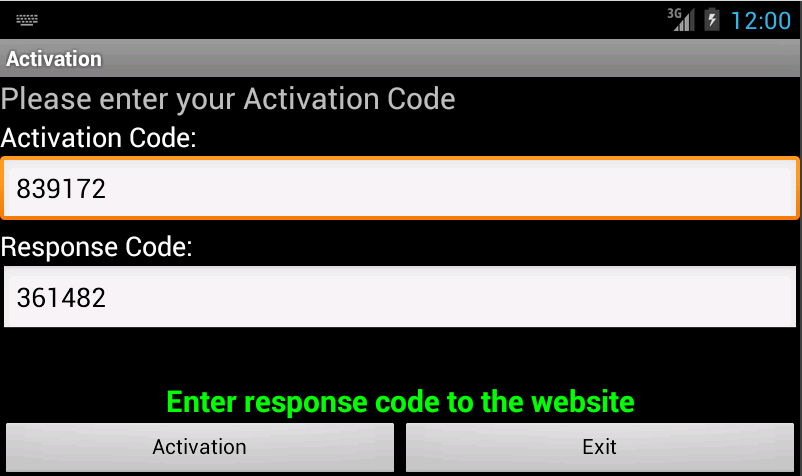 3G 12:00
Activation
Please enter your Activation Code
Activation Code:
839172
Response Code:
361482
Enter response code to the website
Activation Exit